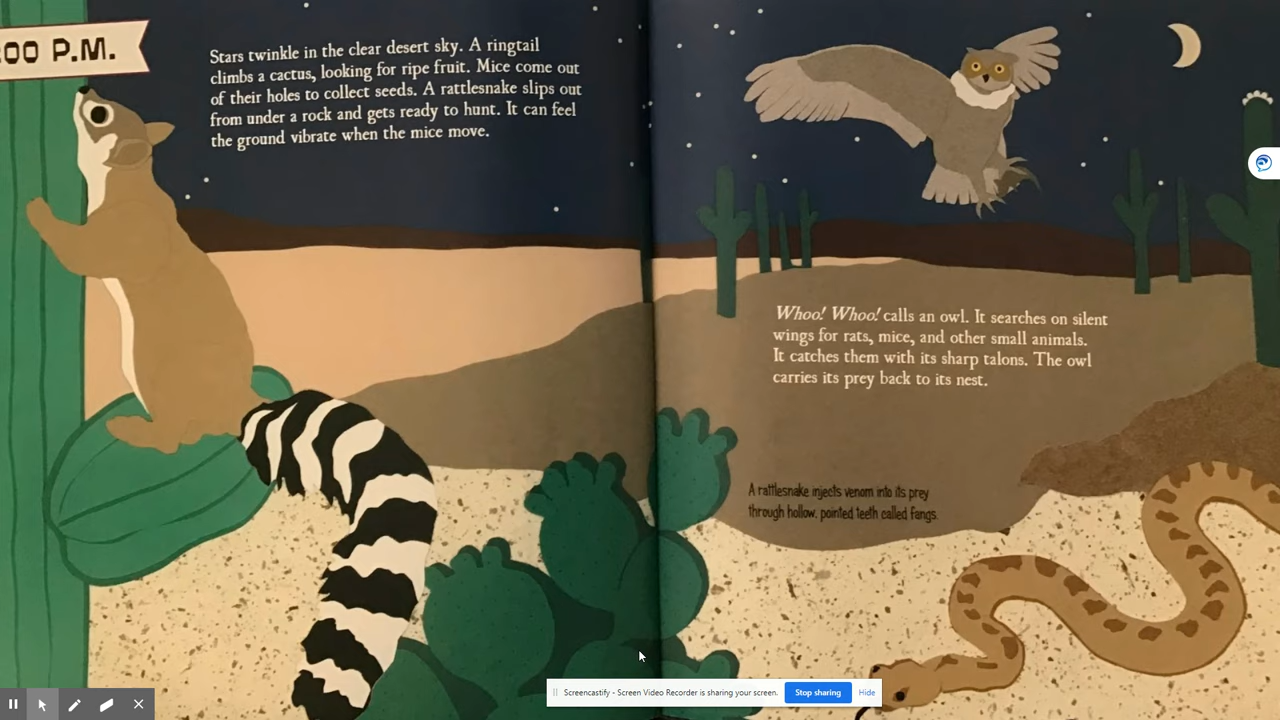 :00 P.M.
Stars twinkle in the clear desert sky. A ringtail
climbs a cactus, looking for ripe fruit. Mice come out
of their holes to collect seeds. A rattlesnake slips out
from under a rock and gets ready to hunt. It can feel
the ground vibrate when the mice move.
Whoo! Whoo! calls an owl. It searches on silent
wings for rats, mice, and other small animals.
It catches them with its sharp talons. The owl
carries its prey back to its nest.
A rattlesnake injects venom into its prey
through hollow, pointed teeth called fangs.
Screencastify - Screen Video Recorder is sharing your screen.
Stop sharing
Hide